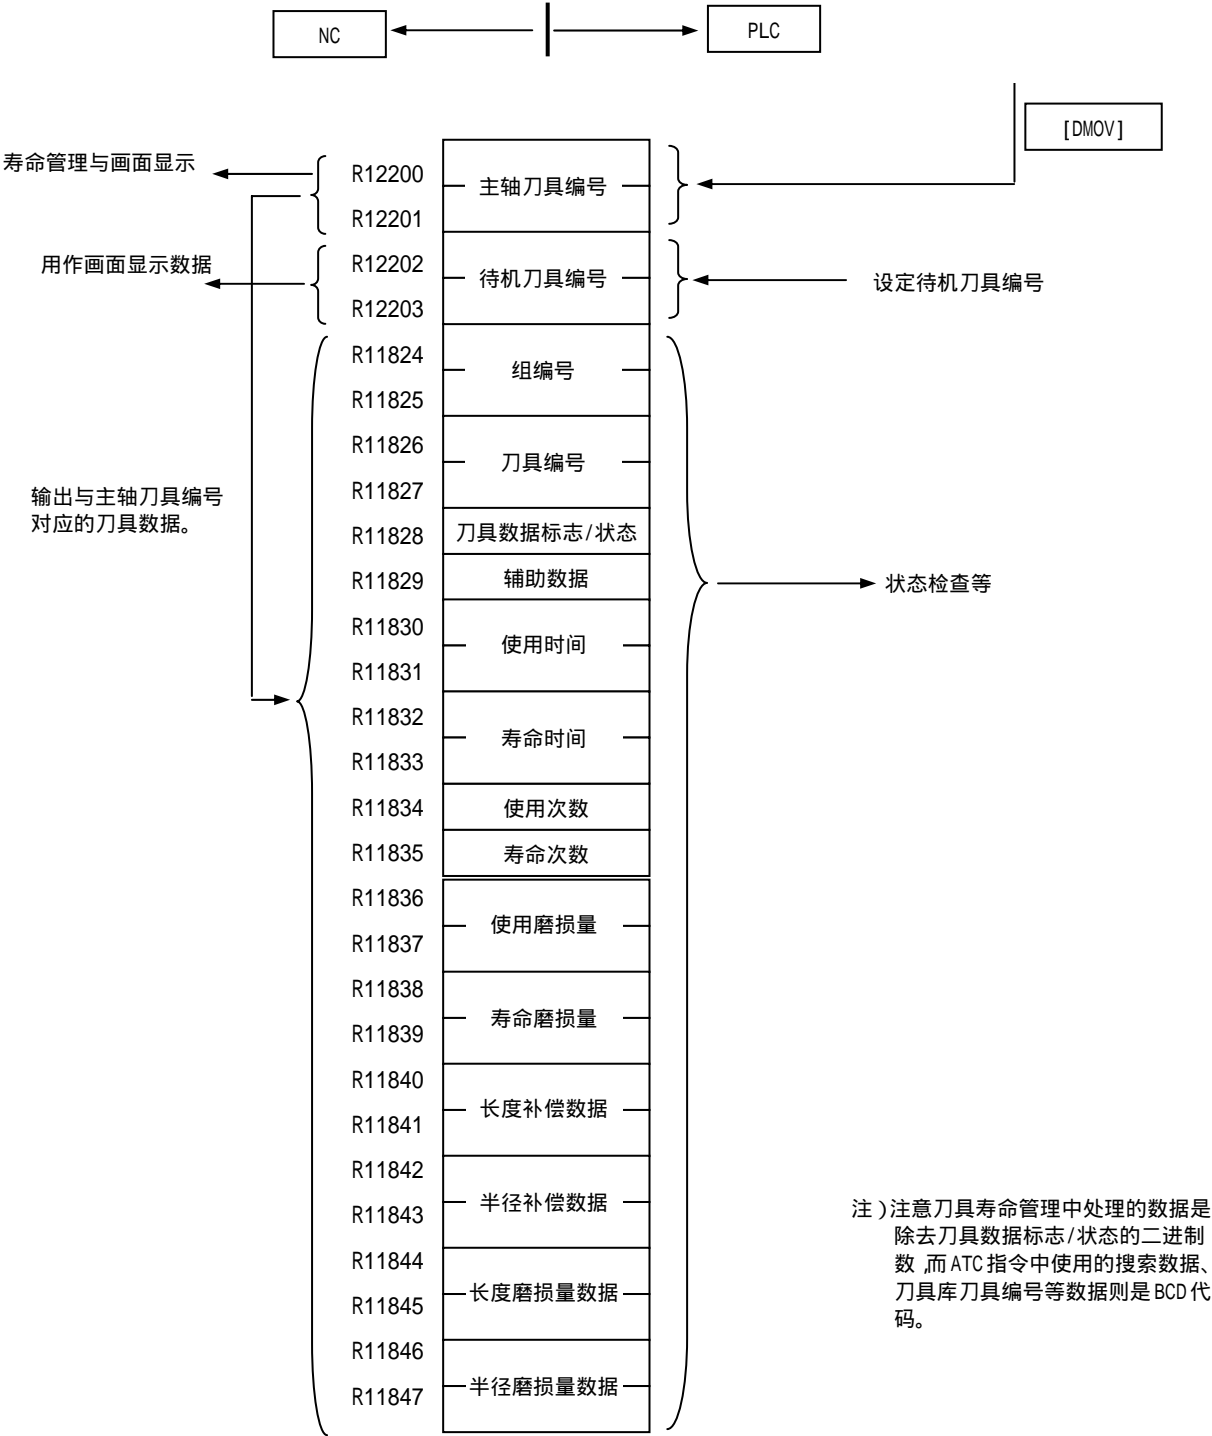 NC
PLC
[DMOV]
寿命管理与画面显示
R12200
主轴刀具编号
R12201
用作画面显示数据
R12202
待机刀具编号
设定待机刀具编号
R12203
R11824
组编号
R11825
R11826
刀具编号
R11827
输出与主轴刀具编号
对应的刀具数据。
R11828
刀具数据标志/状态
R11829
辅助数据
状态检查等
R11830
使用时间
R11831
R11832
寿命时间
R11833
R11834
使用次数
R11835
寿命次数
R11836
使用磨损量
R11837
R11838
寿命磨损量
R11839
R11840
长度补偿数据
R11841
R11842
半径补偿数据
R11843
R11844
长度磨损量数据
R11845
R11846
半径磨损量数据
R11847
注)注意刀具寿命管理中处理的数据是
除去刀具数据标志/状态的二进制
数,而ATC指令中使用的搜索数据、
刀具库刀具编号等数据则是BCD代
码。